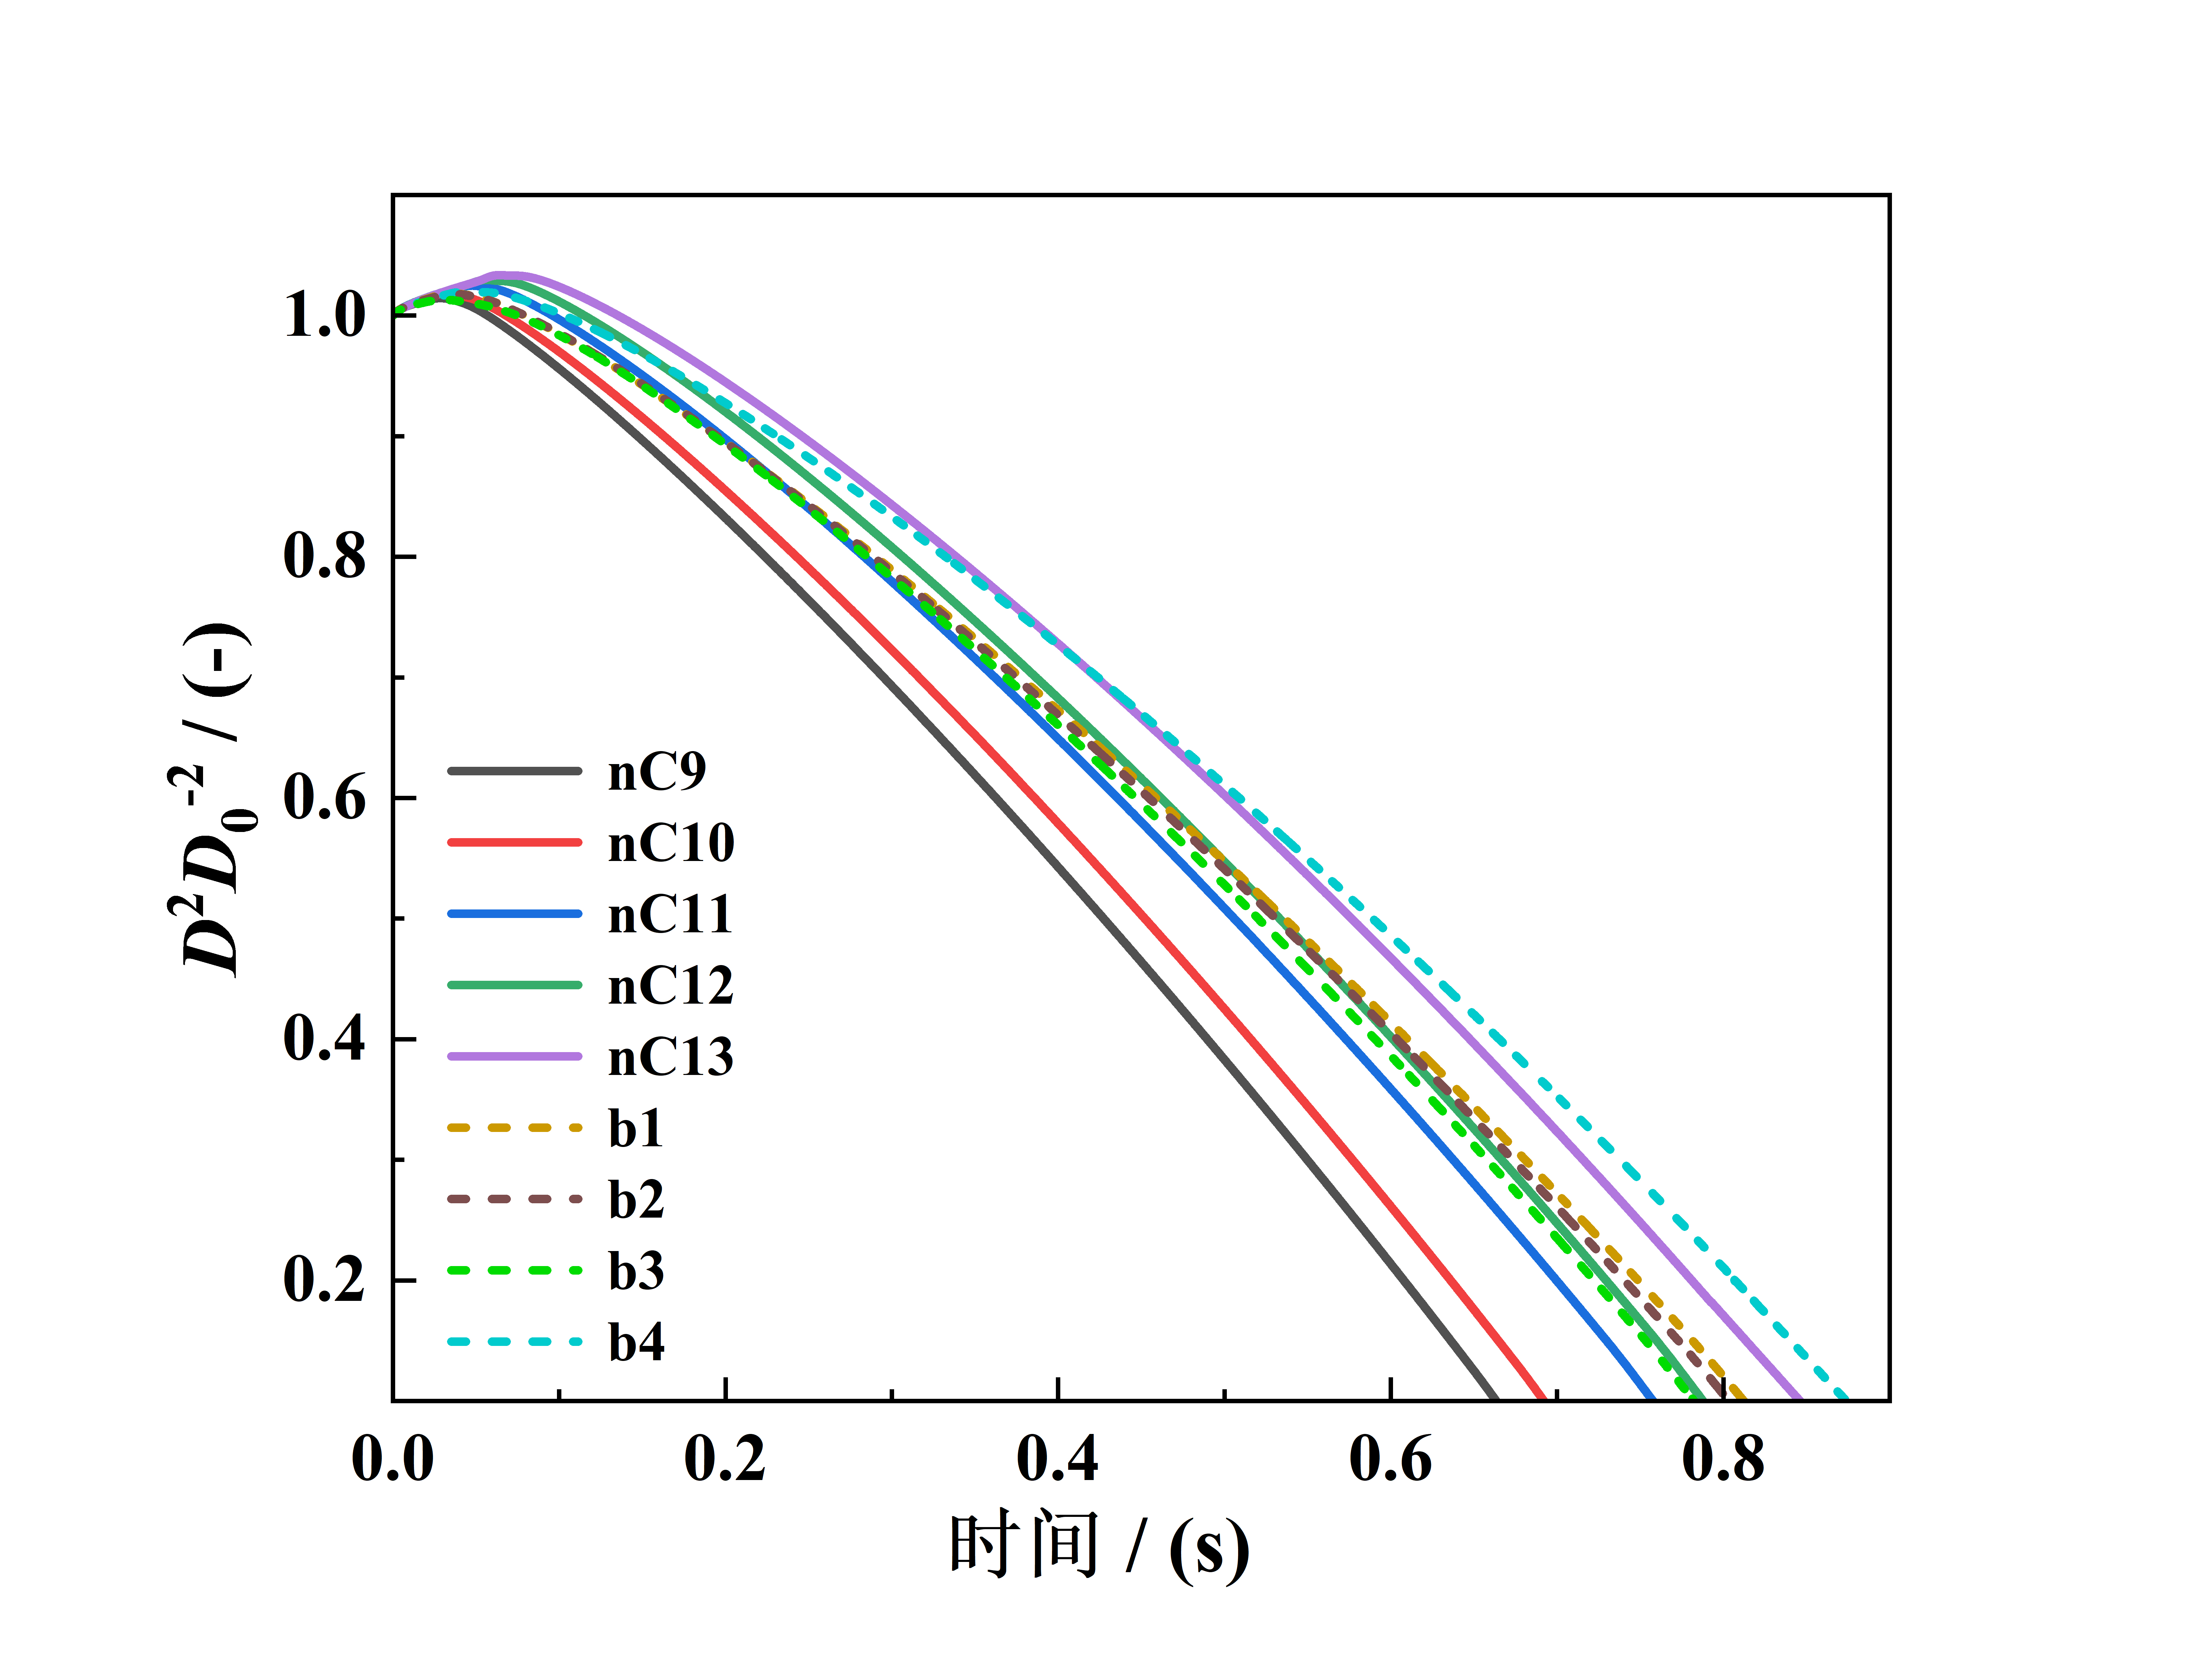 D²D₀⁻² / (-)
1.0
0.8
0.6
0.4
0.2
nC9
nC10
nC11
nC12
nC13
b1
b2
b3
b4
0.0 0.2 0.4 0.6 0.8
时间 / (s)